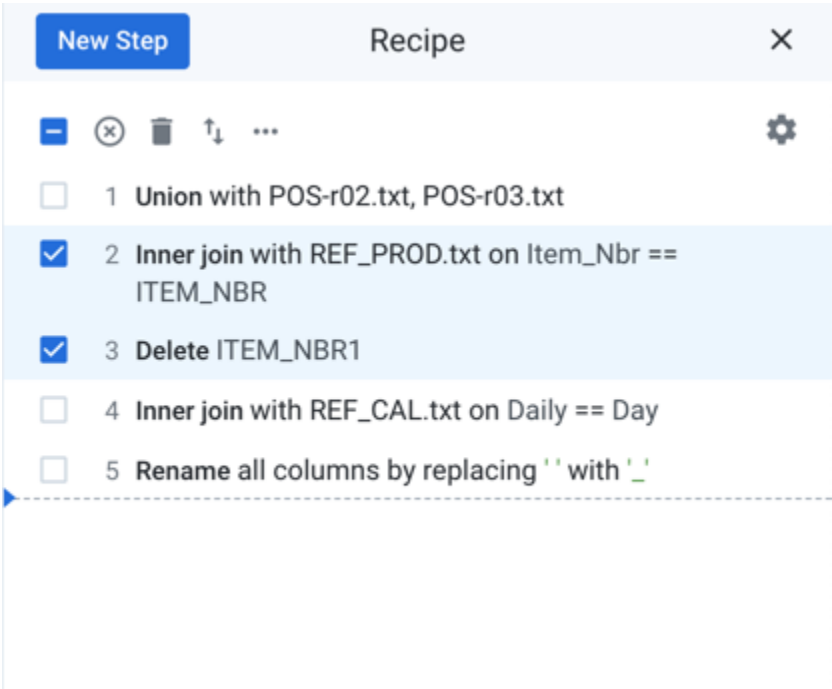 New Step
Recipe
1 Union with POS-r02.txt, POS-r03.txt
2 Inner join with REF_PROD.txt on Item_Nbr ==
ITEM_NBR
3 Delete ITEM_NBR1
4 Inner join with REF_CAL.txt on Daily == Day
5 Rename all columns by replacing ' ' with '_'